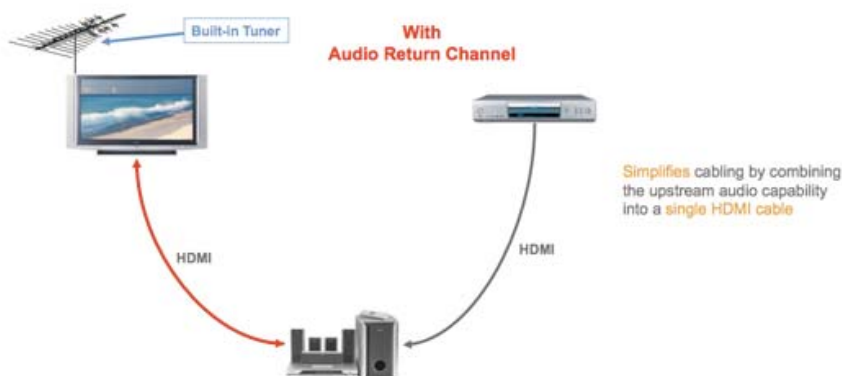 Built-in Tuner
With
Audio Return Channel
Simplifies cabling by combining
the upstream audio capability
into a single HDMI cable
HDMI
HDMI